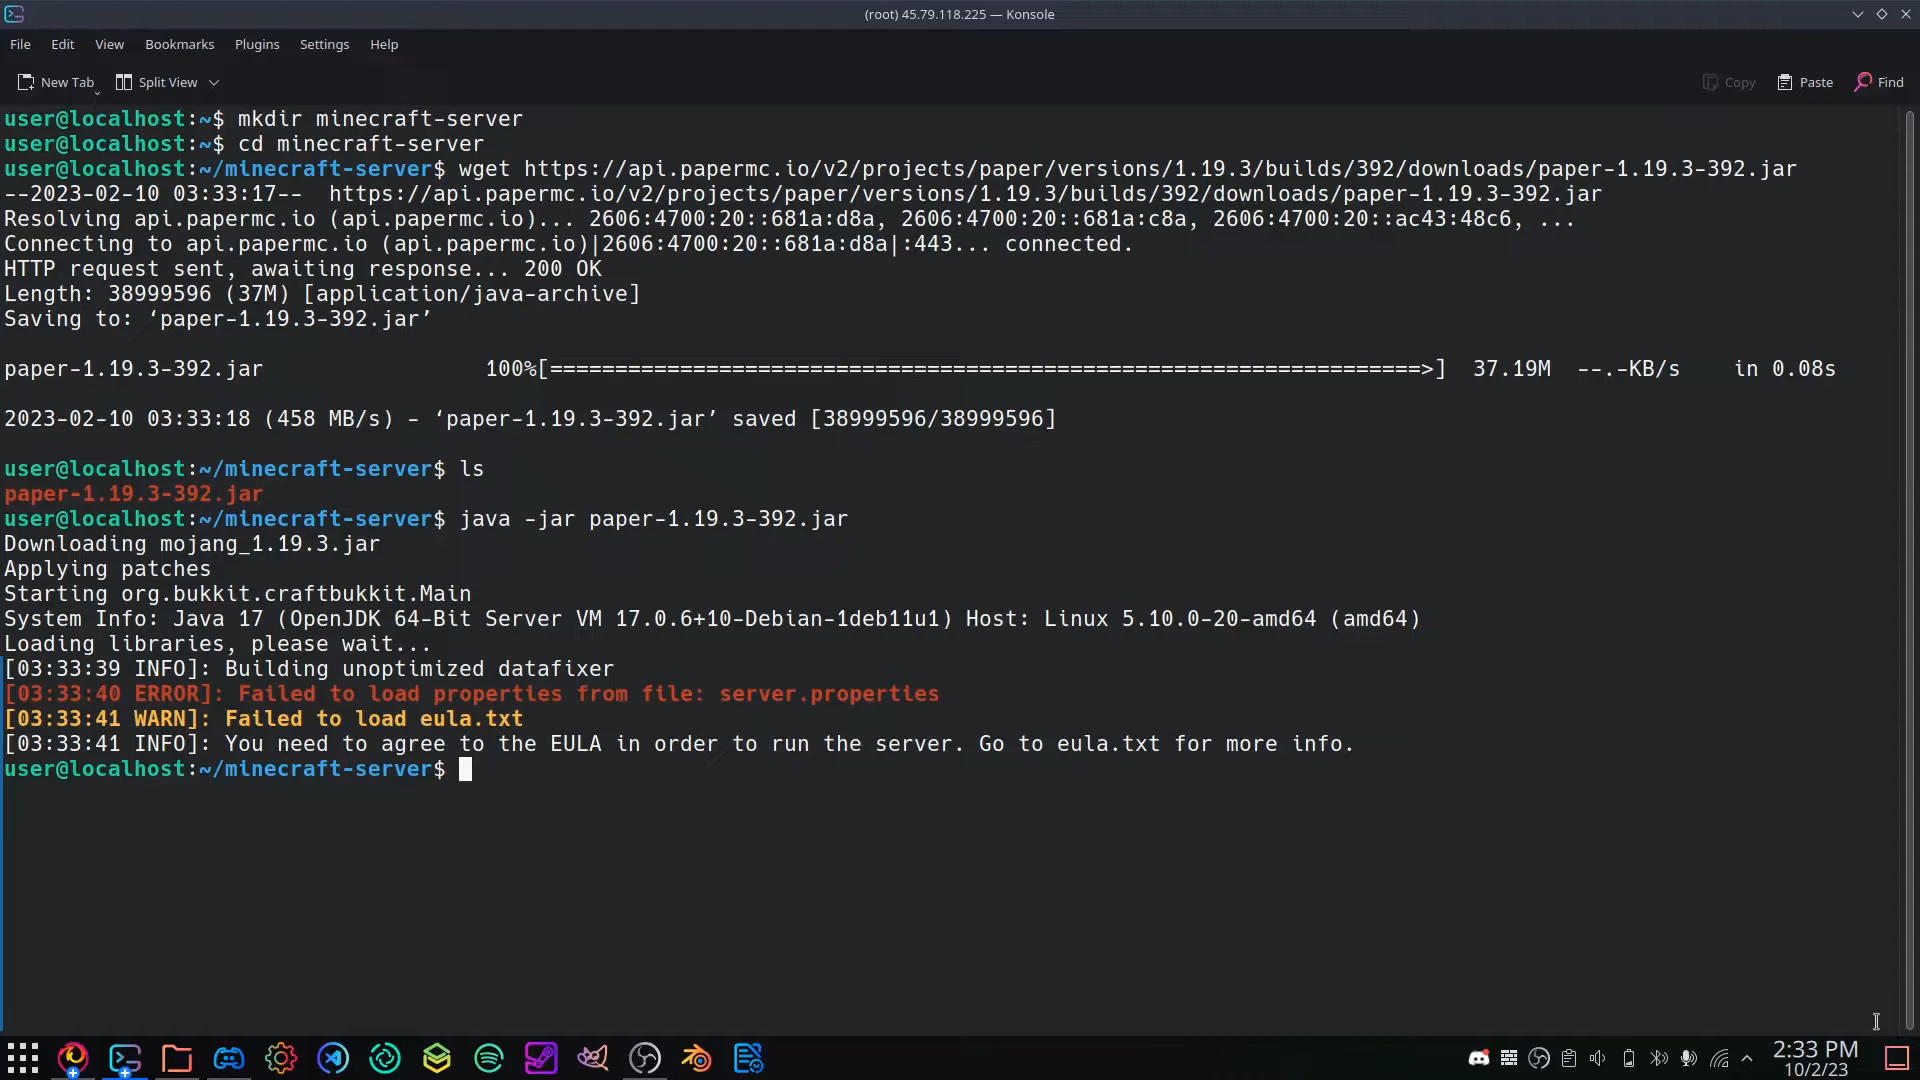 (root) 45.79.118.225 — Konsole
File Edit View Bookmarks Plugins Settings Help
New Tab Split View Copy Paste Find
user@localhost:~$ mkdir minecraft-server
user@localhost:~$ cd minecraft-server
user@localhost:~/minecraft-server$ wget https://api.papermc.io/v2/projects/paper/versions/1.19.3/builds/392/downloads/paper-1.19.3-392.jar
--2023-02-10 03:33:17--  https://api.papermc.io/v2/projects/paper/versions/1.19.3/builds/392/downloads/paper-1.19.3-392.jar
Resolving api.papermc.io (api.papermc.io)... 2606:4700:20::681a:d8a, 2606:4700:20::681a:c8a, 2606:4700:20::ac43:48c6, ...
Connecting to api.papermc.io (api.papermc.io)|2606:4700:20::681a:d8a|:443... connected.
HTTP request sent, awaiting response... 200 OK
Length: 38999596 (37M) [application/java-archive]
Saving to: ‘paper-1.19.3-392.jar’
paper-1.19.3-392.jar 100%[===================================================================>] 37.19M --.-KB/s in 0.08s
2023-02-10 03:33:18 (458 MB/s) - ‘paper-1.19.3-392.jar’ saved [38999596/38999596]
user@localhost:~/minecraft-server$ ls
paper-1.19.3-392.jar
user@localhost:~/minecraft-server$ java -jar paper-1.19.3-392.jar
Downloading mojang_1.19.3.jar
Applying patches
Starting org.bukkit.craftbukkit.Main
System Info: Java 17 (OpenJDK 64-Bit Server VM 17.0.6+10-Debian-1deb11u1) Host: Linux 5.10.0-20-amd64 (amd64)
Loading libraries, please wait...
[03:33:39 INFO]: Building unoptimized datafixer
[03:33:40 ERROR]: Failed to load properties from file: server.properties
[03:33:41 WARN]: Failed to load eula.txt
[03:33:41 INFO]: You need to agree to the EULA in order to run the server. Go to eula.txt for more info.
user@localhost:~/minecraft-server$
2:33 PM
10/2/23